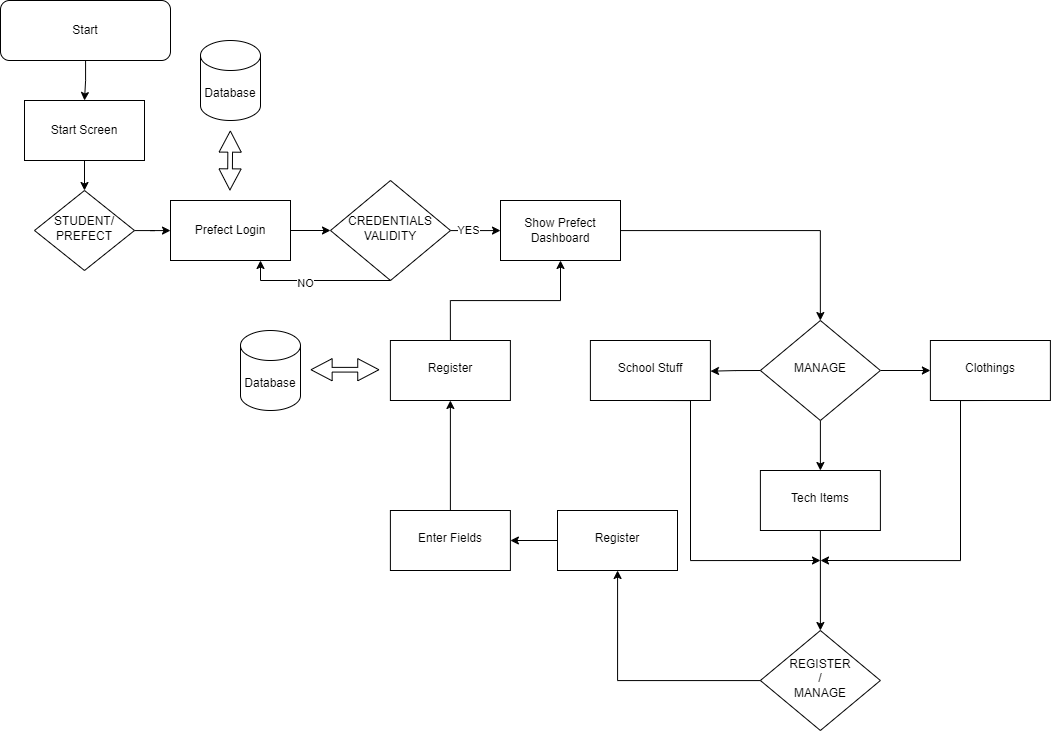 Start
Database
Start Screen
STUDENT/
PREFECT
Prefect Login
CREDENTIALS
VALIDITY
YES
Show Prefect
Dashboard
NO
Database
Register
School Stuff
MANAGE
Clothings
Tech Items
Enter Fields
Register
REGISTER
/
MANAGE